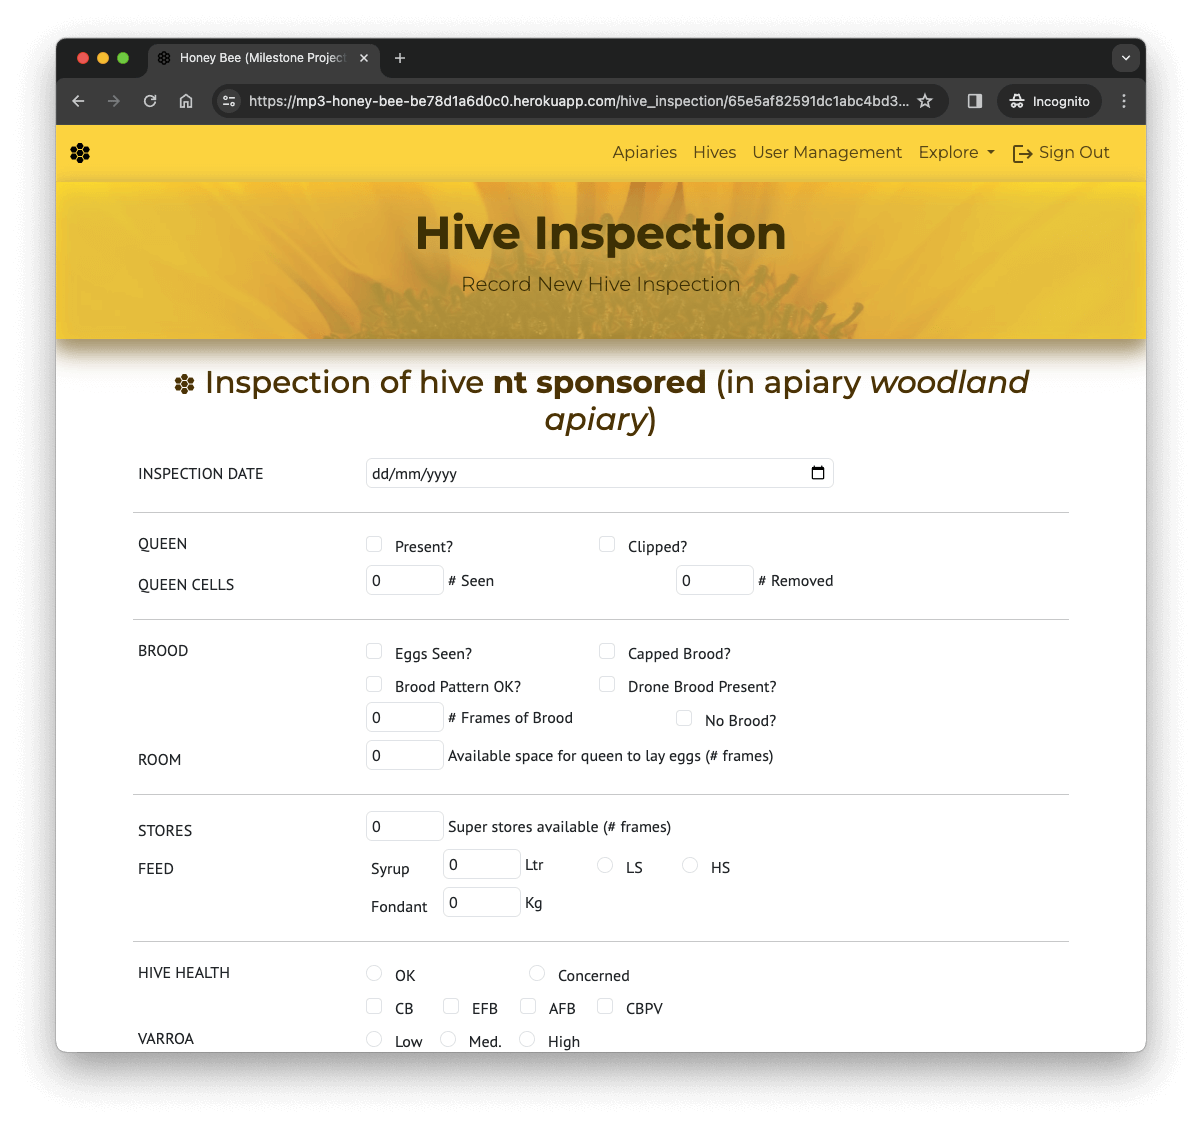 Honey Bee (Milestone Project
https://mp3-honey-bee-be78d1a6d0c0.herokuapp.com/hive_inspection/65e5af82591dc1abc4bd3...
Incognito
Apiaries Hives User Management Explore Sign Out
Hive Inspection
Record New Hive Inspection
Inspection of hive nt sponsored (in apiary woodland
apiary)
INSPECTION DATE dd/mm/yyyy
QUEEN Present? Clipped?
QUEEN CELLS 0 # Seen 0 # Removed
BROOD Eggs Seen? Capped Brood?
Brood Pattern OK? Drone Brood Present?
0 # Frames of Brood No Brood?
ROOM 0 Available space for queen to lay eggs (# frames)
STORES 0 Super stores available (# frames)
FEED Syrup 0 Ltr LS HS
Fondant 0 Kg
HIVE HEALTH OK Concerned
CB EFB AFB CBPV
VARROA Low Med. High